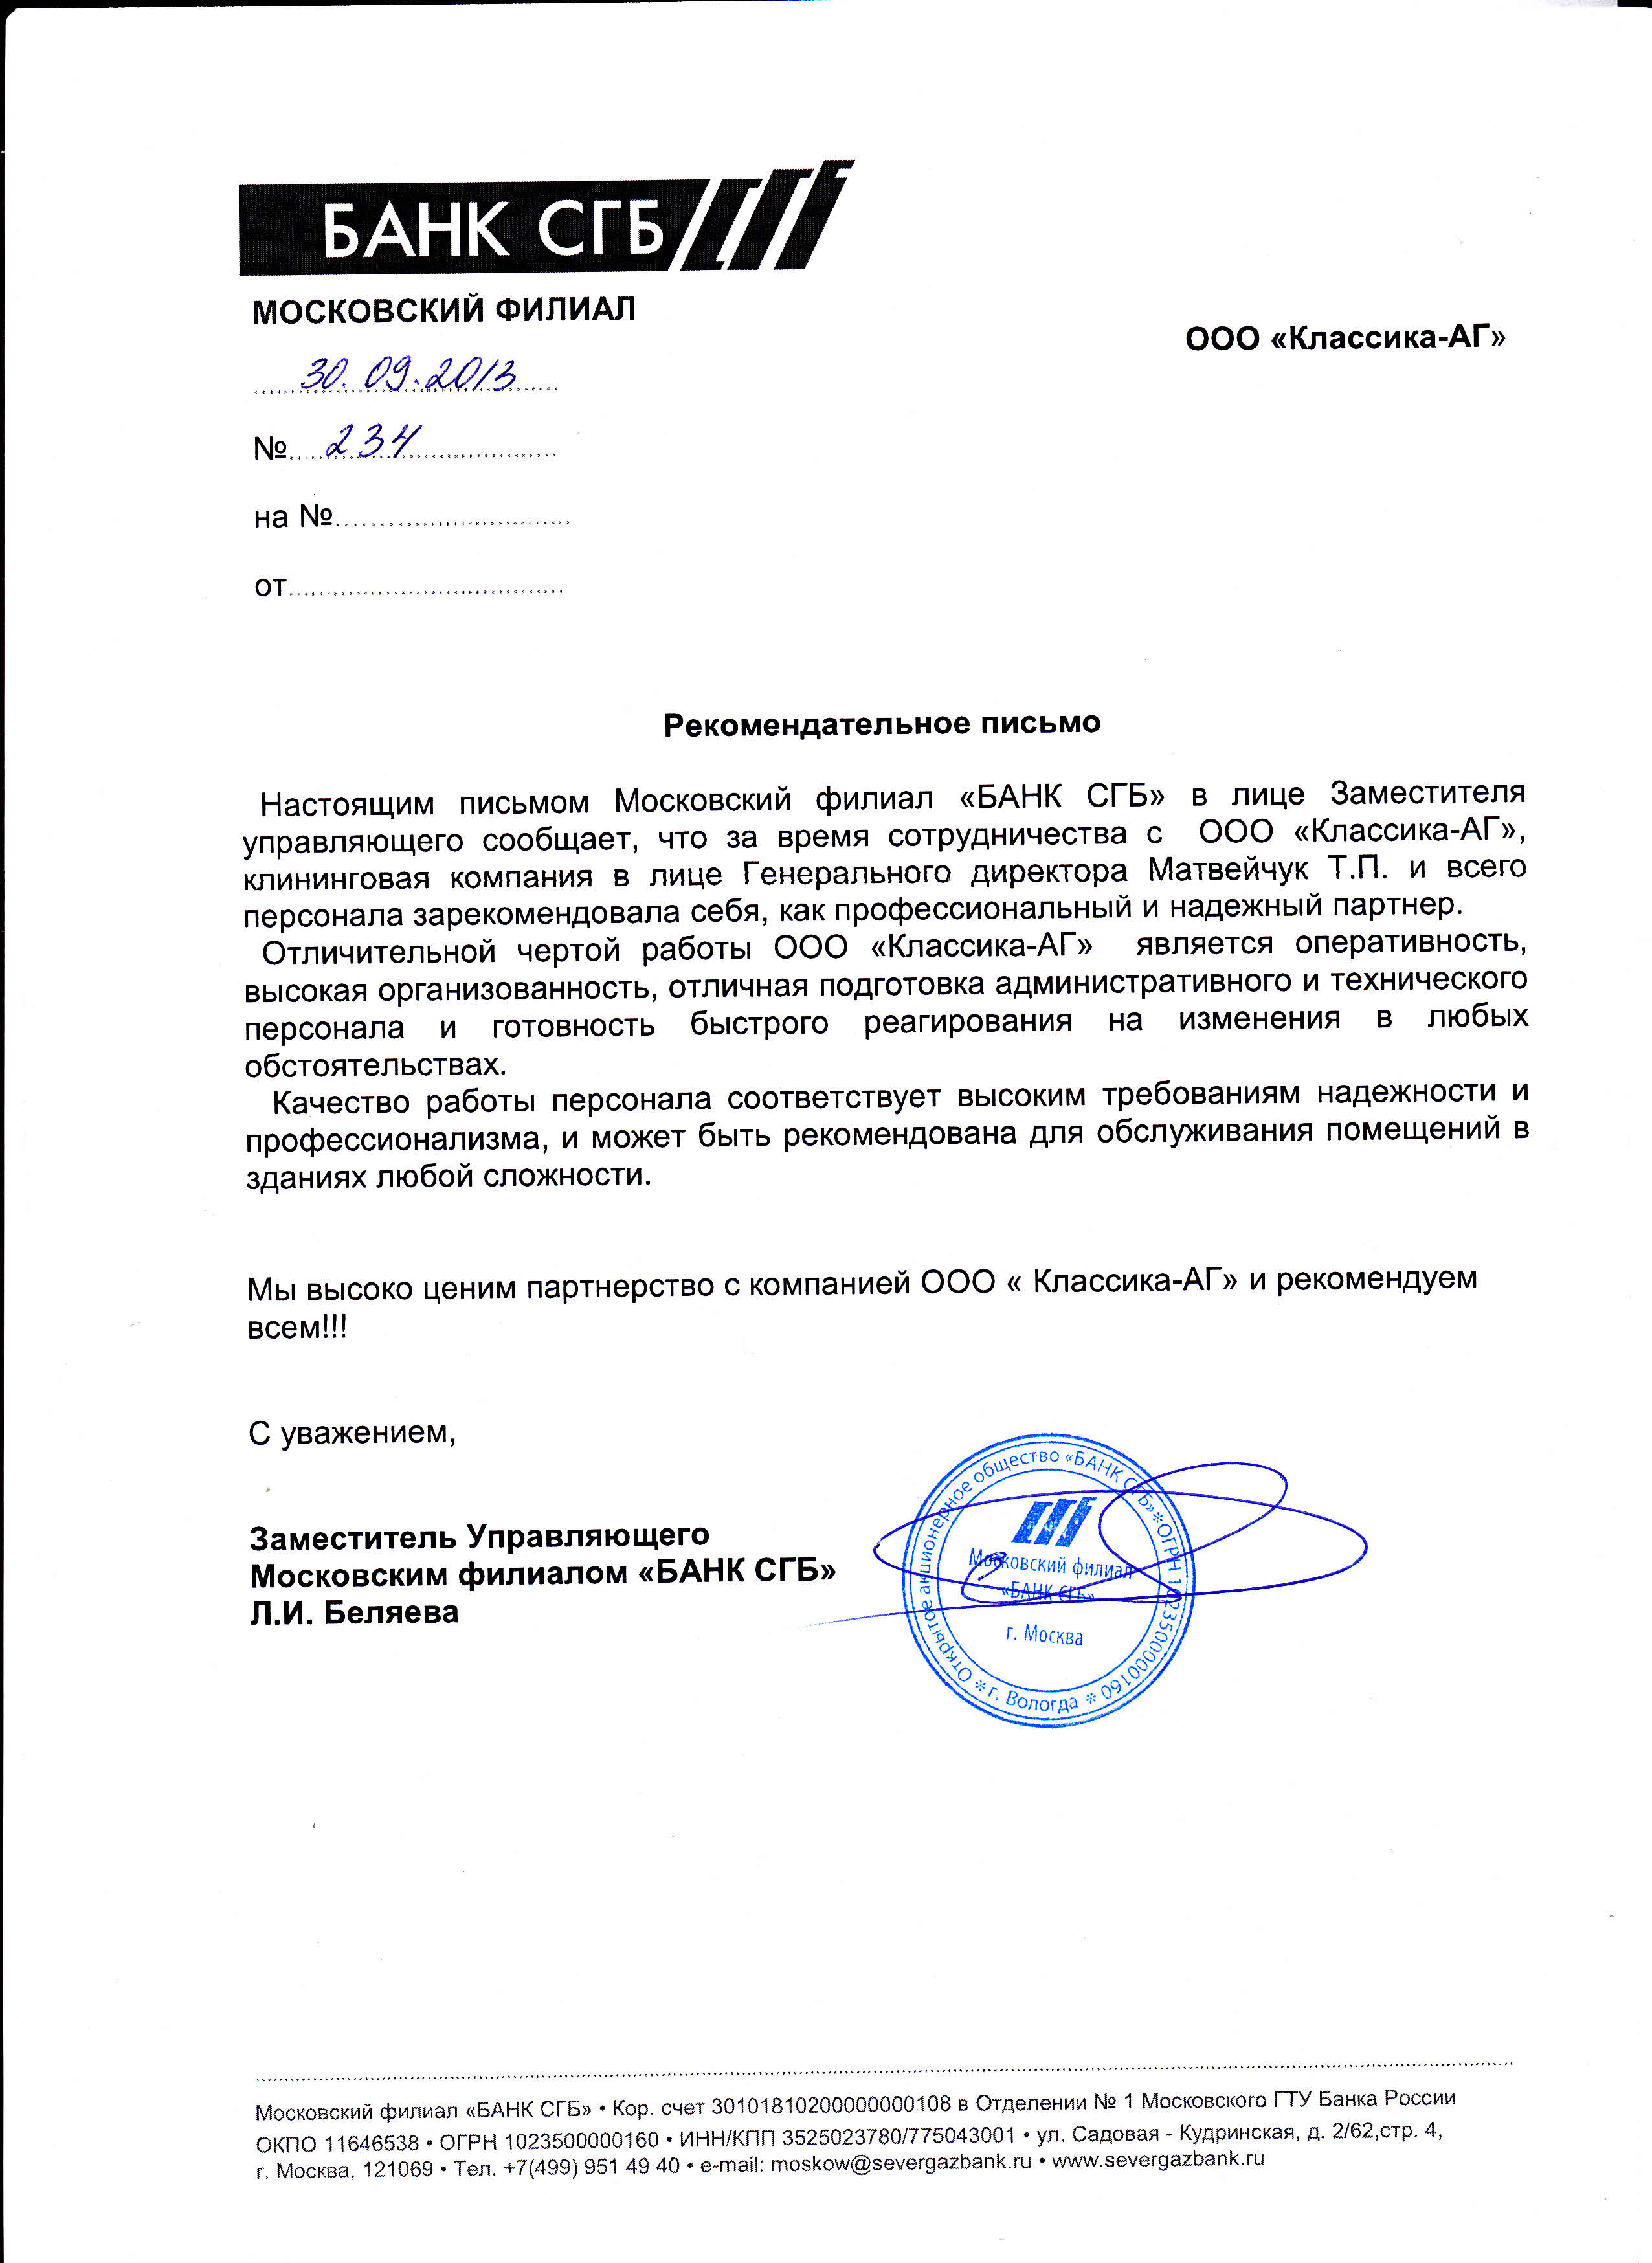 БАНК СГБ
МОСКОВСКИЙ ФИЛИАЛ
ООО «Классика-АГ»
30.09.2013
№ 234
на №
от
Рекомендательное письмо
Настоящим письмом Московский филиал «БАНК СГБ» в лице Заместителя
управляющего сообщает, что за время сотрудничества с ООО «Классика-АГ»,
клининговая компания в лице Генерального директора Матвейчук Т.П. и всего
персонала зарекомендовала себя, как профессиональный и надежный партнер.
Отличительной чертой работы ООО «Классика-АГ» является оперативность,
высокая организованность, отличная подготовка административного и технического
персонала и готовность быстрого реагирования на изменения в любых
обстоятельствах.
Качество работы персонала соответствует высоким требованиям надежности и
профессионализма, и может быть рекомендована для обслуживания помещений в
зданиях любой сложности.
Мы высоко ценим партнерство с компанией ООО « Классика-АГ» и рекомендуем
всем!!!
С уважением,
Заместитель Управляющего
Московским филиалом «БАНК СГБ»
Л.И. Беляева
Открытое акционерное общество «БАНК СГБ» * ОГРН 1023500000160 * г. Вологда *
Московский филиал
«БАНК СГБ»
г. Москва
Московский филиал «БАНК СГБ» • Кор. счет 30101810200000000108 в Отделении № 1 Московского ГТУ Банка России
ОКПО 11646538 • ОГРН 1023500000160 • ИНН/КПП 3525023780/775043001 • ул. Садовая - Кудринская, д. 2/62,стр. 4,
г. Москва, 121069 • Тел. +7(499) 951 49 40 • e-mail: moskow@severgazbank.ru • www.severgazbank.ru